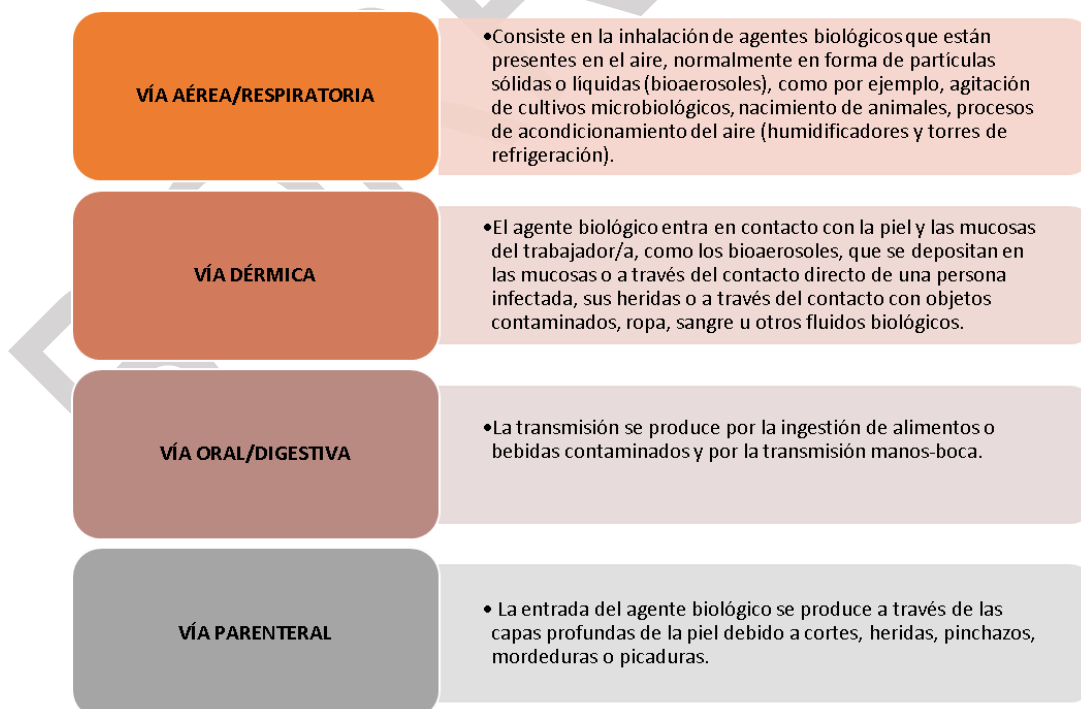 VÍA AÉREA/RESPIRATORIA
•Consiste en la inhalación de agentes biológicos que están
presentes en el aire, normalmente en forma de partículas
sólidas o líquidas (bioaerosoles), como por ejemplo, agitación
de cultivos microbiológicos, nacimiento de animales, procesos
de acondicionamiento del aire (humidificadores y torres de
refrigeración).
VÍA DÉRMICA
•El agente biológico entra en contacto con la piel y las mucosas
del trabajador/a, como los bioaerosoles, que se depositan en
las mucosas o a través del contacto directo de una persona
infectada, sus heridas o a través del contacto con objetos
contaminados, ropa, sangre u otros fluidos biológicos.
VÍA ORAL/DIGESTIVA
•La transmisión se produce por la ingestión de alimentos o
bebidas contaminados y por la transmisión manos-boca.
VÍA PARENTERAL
• La entrada del agente biológico se produce a través de las
capas profundas de la piel debido a cortes, heridas, pinchazos,
mordeduras o picaduras.